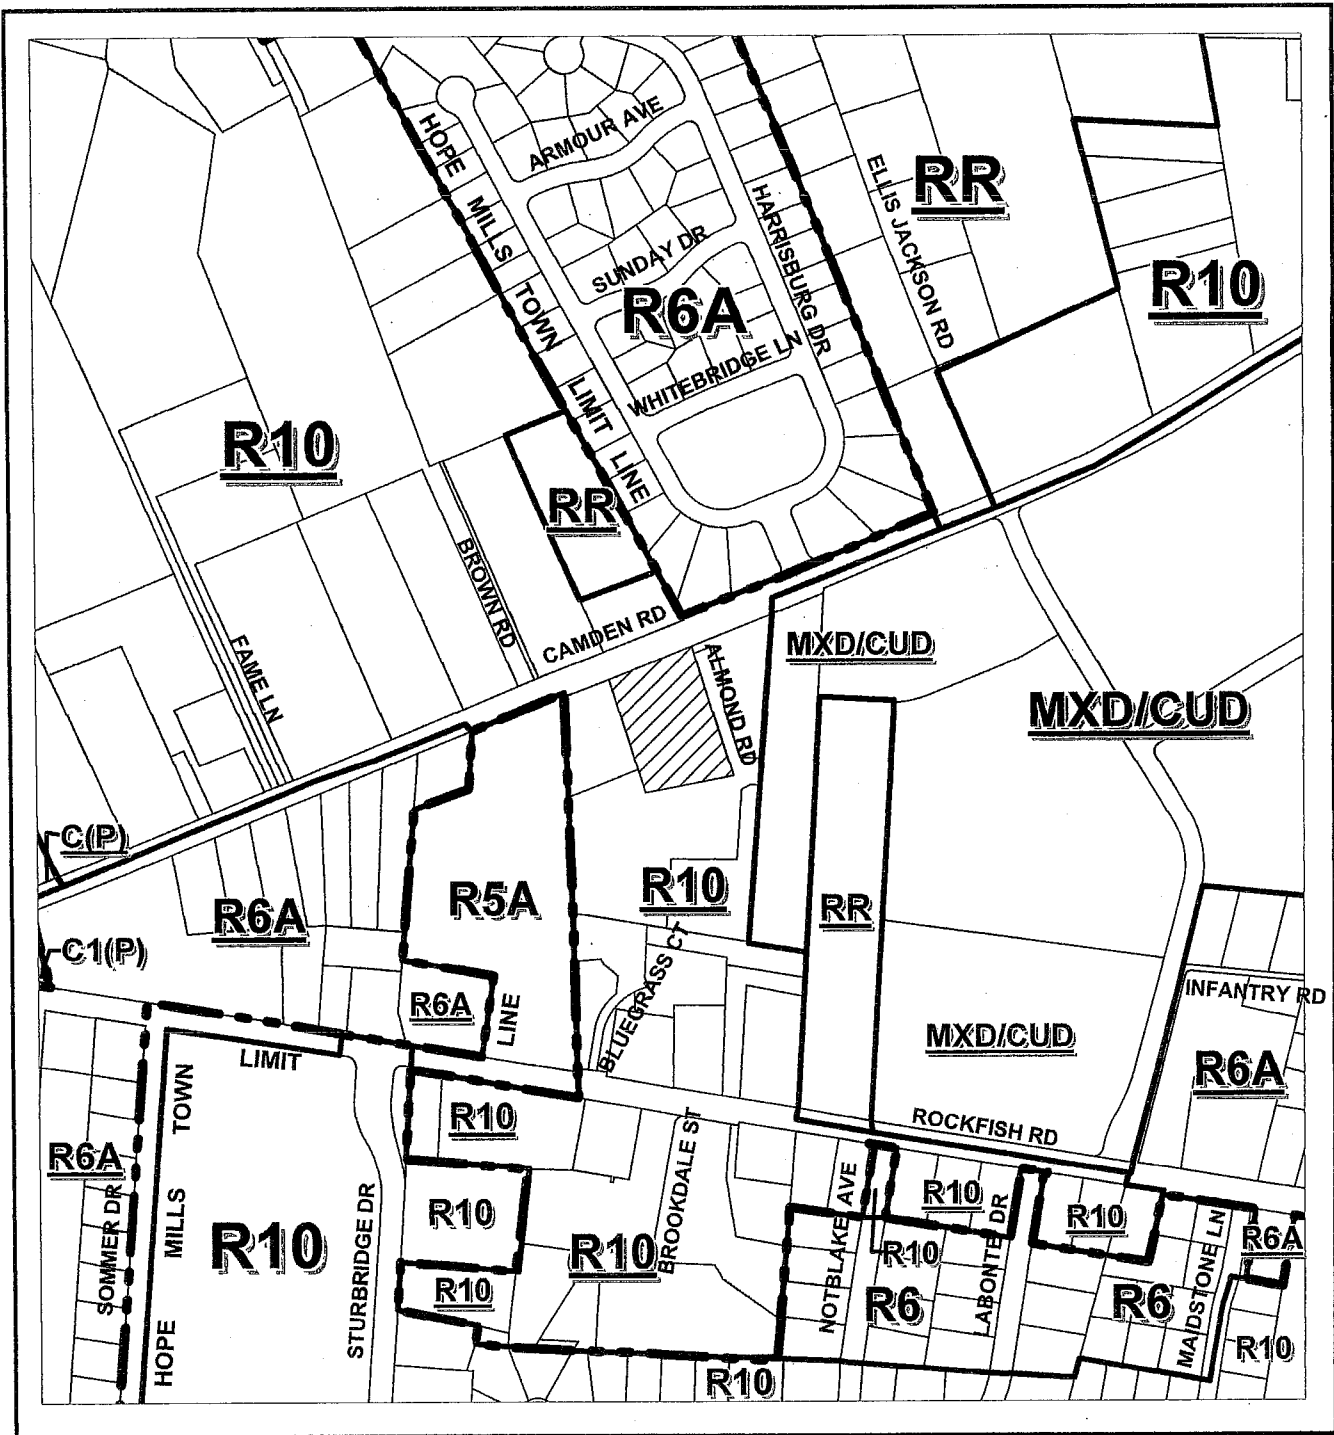 HOPE MILLS TOWN LIMIT LINE
ARMOUR AVE
SUNDAY DR
R6A
WHITEBRIDGE LN
HARRISBURG DR
ELLIS JACKSON RD
RR
R10
R10
RR
BROWN RD
CAMDEN RD
FAME LN
ALMOND RD
MXD/CUD
MXD/CUD
C(P)
R6A
R5A
R10
RR
C1(P)
R6A
LINE
BLUEGRASS CT
INFANTRY RD
MXD/CUD
R6A
LIMIT
TOWN
R10
ROCKFISH RD
R6A
SOMMER DR
MILLS
R10
HOPE
STURBRIDGE DR
R10
R10
R10
BROOKDALE ST
NOTBLAKE AVE
R10
R10
LABONTE DR
R10
R6
R6
MAIDSTONE LN
R6A
R10
R10